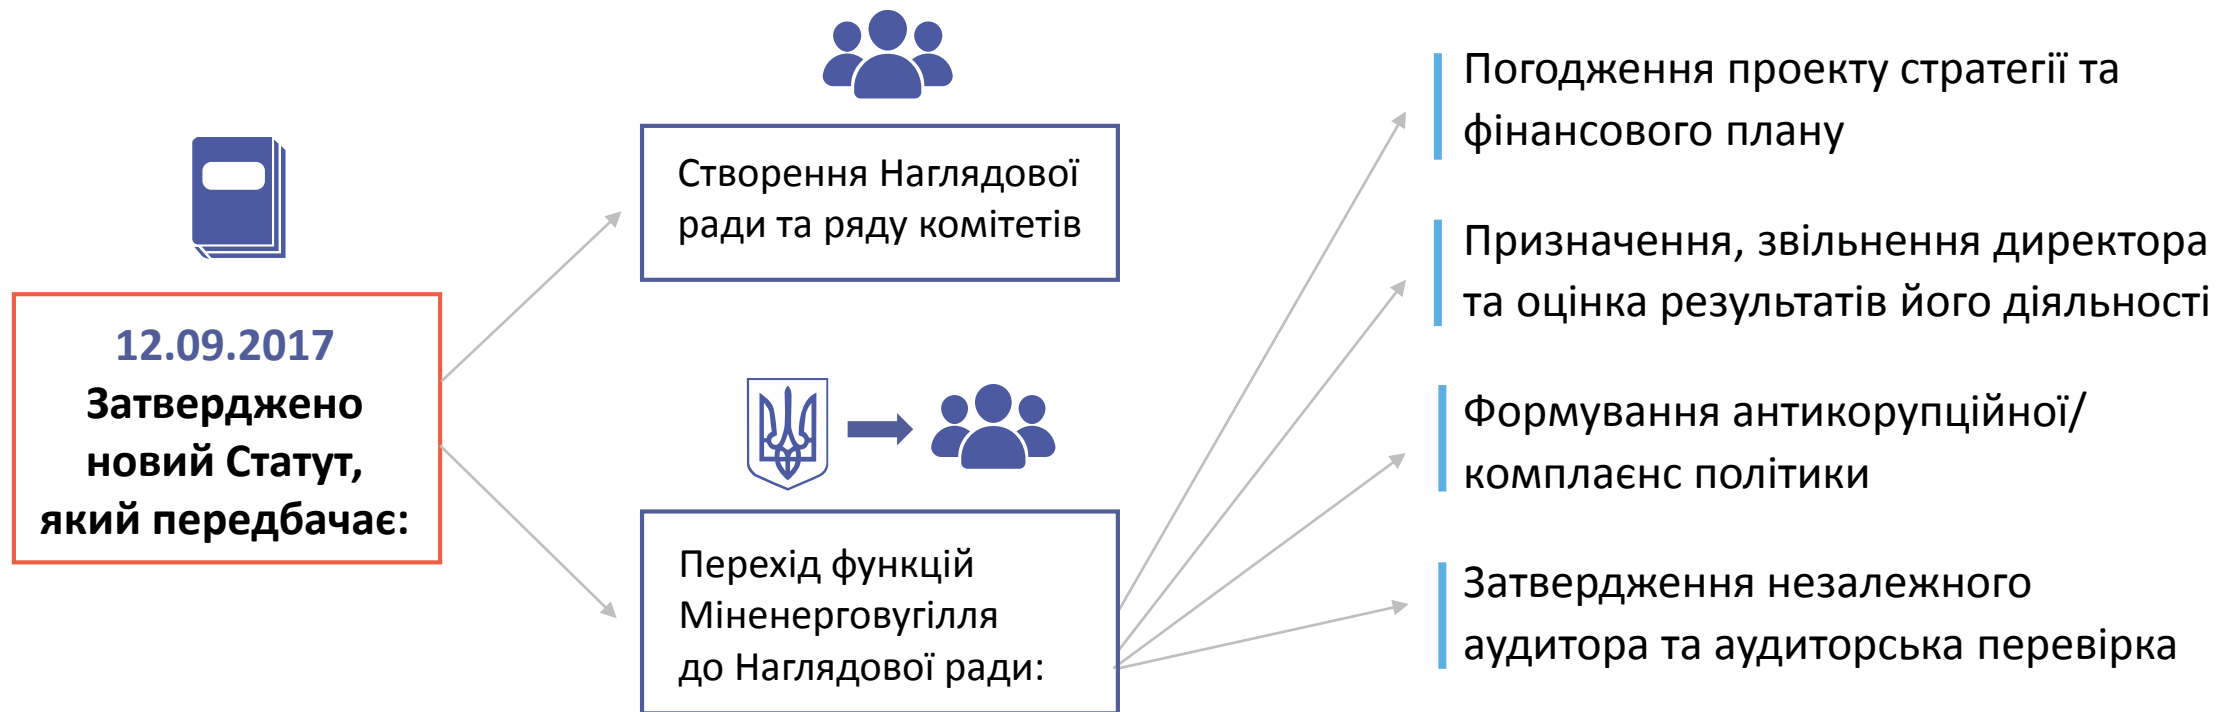 12.09.2017
Затверджено
новий Статут,
який передбачає:
Створення Наглядової
ради та ряду комітетів
Перехід функцій
Міненерговугілля
до Наглядової ради:
Погодження проекту стратегії та
фінансового плану
Призначення, звільнення директора
та оцінка результатів його діяльності
Формування антикорупційної/
комплаєнс політики
Затвердження незалежного
аудитора та аудиторська перевірка